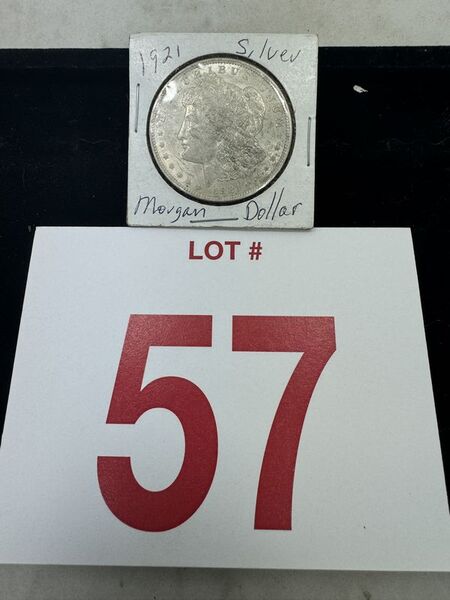 1921 Silver
Morgan Dollar
LOT #
57